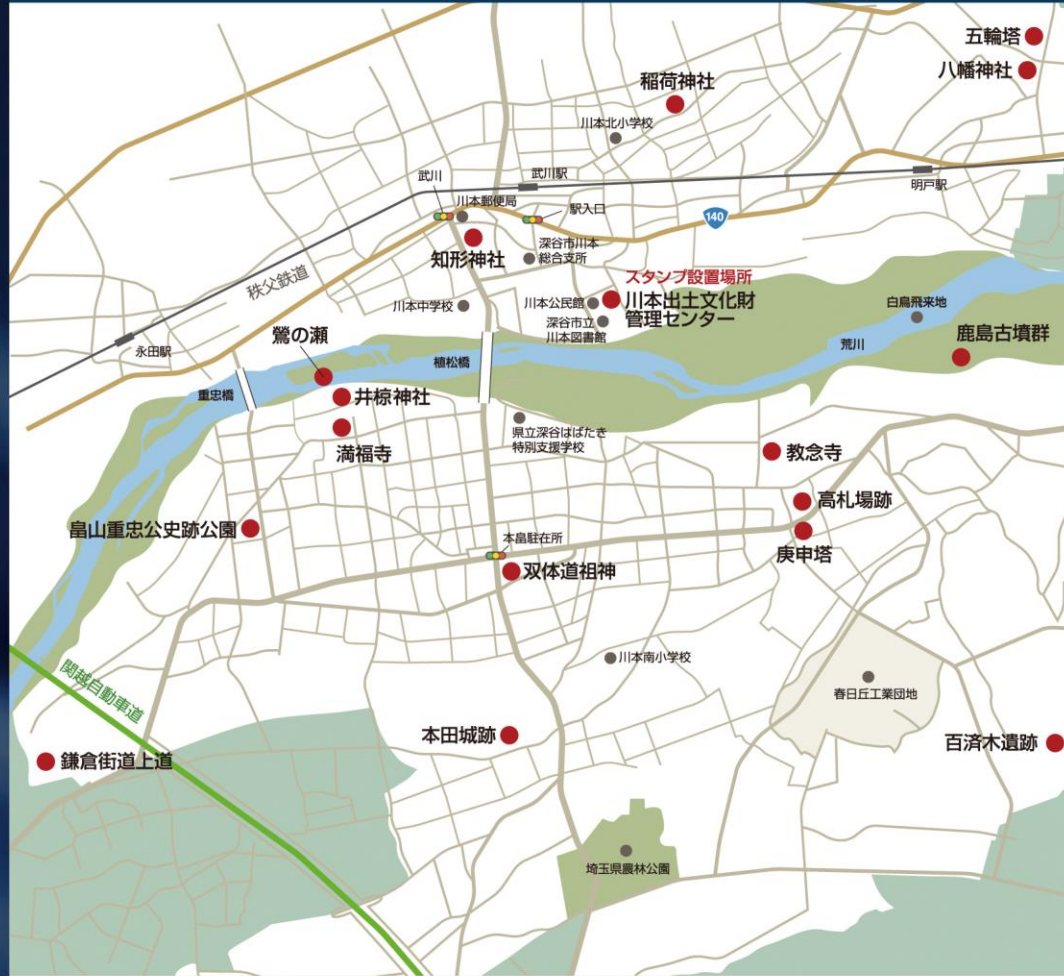 五輪塔
八幡神社
稲荷神社
川本北小学校
武川駅
明戸駅
武川
川本郵便局
駅入口
140
知形神社
深谷市川本
総合支所
秩父鉄道
スタンプ設置場所
川本出土文化財
管理センター
川本公民館
深谷市立
川本図書館
川本中学校
白鳥飛来地
荒川
鹿島古墳群
永田駅
鶯の瀬
植松橋
重忠橋
井椋神社
満福寺
県立深谷はばたき
特別支援学校
教念寺
高札場跡
庚申塔
畠山重忠公史跡公園
本畠駐在所
双体道祖神
川本南小学校
春日丘工業団地
関越自動車道
本田城跡
百済木遺跡
鎌倉街道上道
埼玉県農林公園